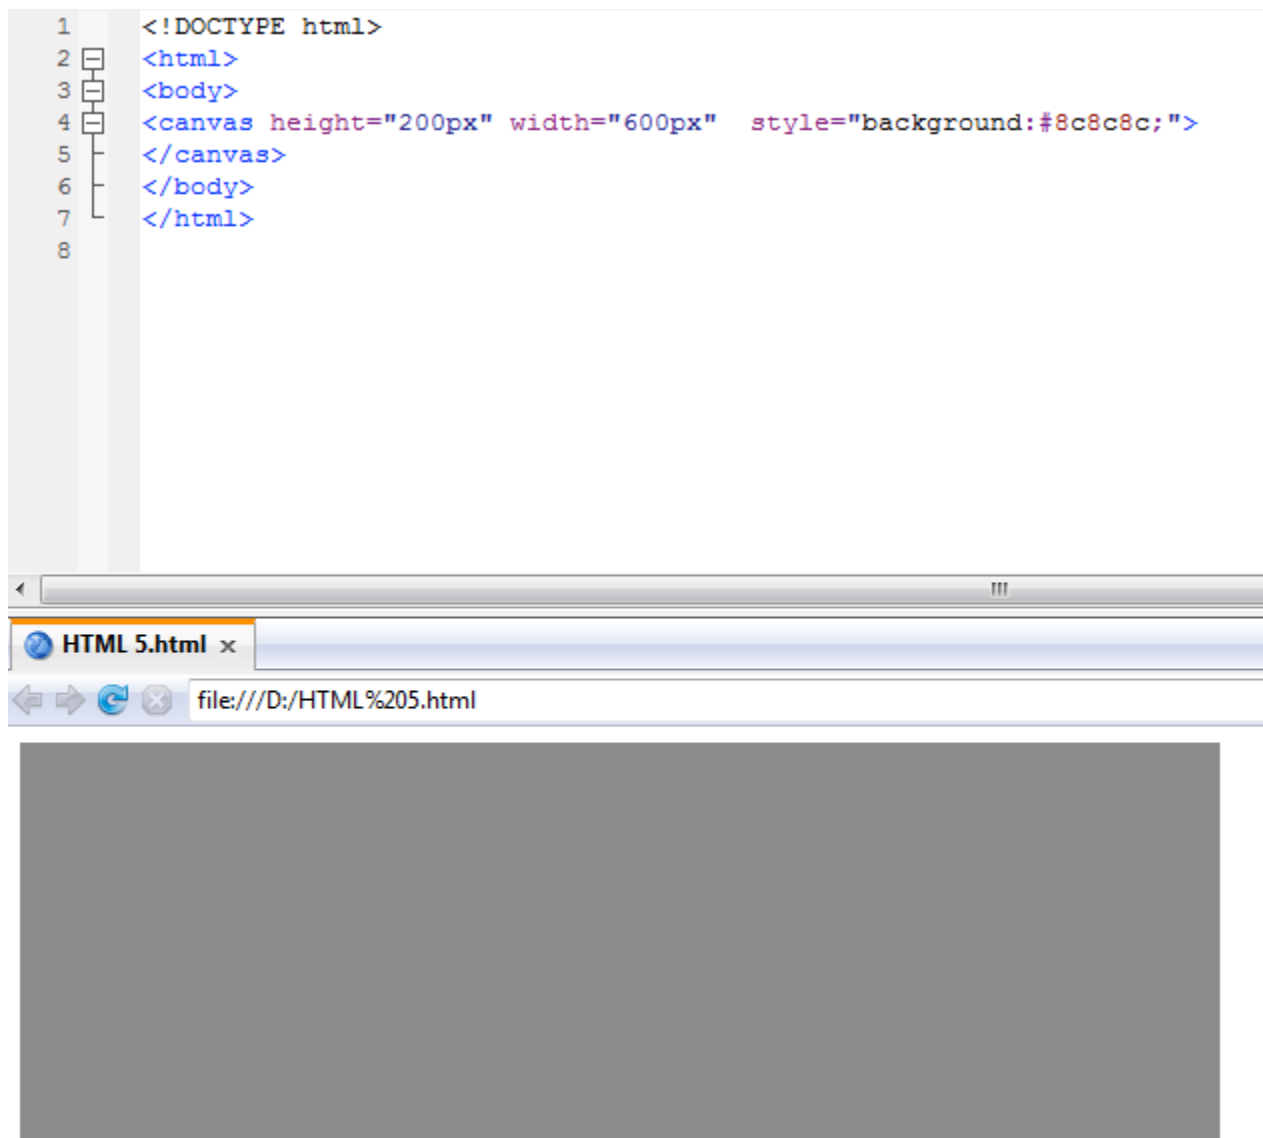 1 <!DOCTYPE html>
2 <html>
3 <body>
4 <canvas height="200px" width="600px"  style="background:#8c8c8c;">
5 </canvas>
6 </body>
7 </html>
8
HTML 5.html x
file:///D:/HTML%205.html